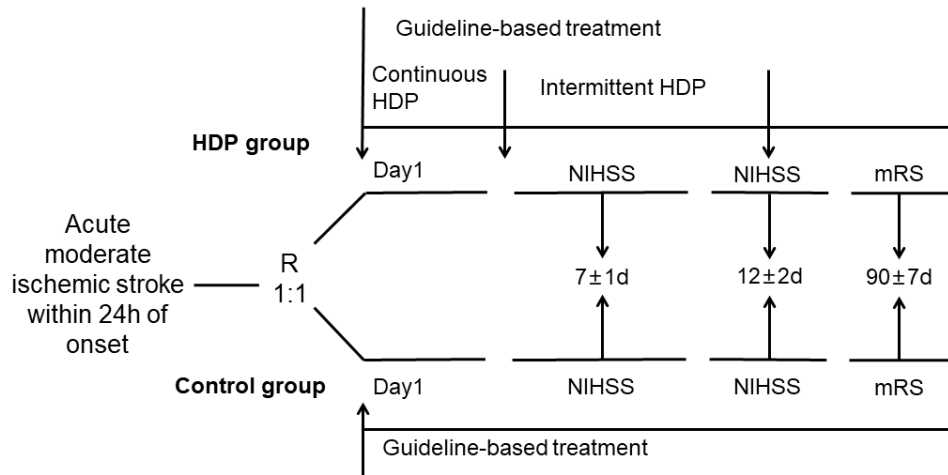 Guideline-based treatment
Continuous
HDP
Intermittent HDP
HDP group
Day1
NIHSS
NIHSS
mRS
Acute
moderate
ischemic stroke
within 24h of
onset
R
1:1
7±1d
12±2d
90±7d
Control group
Day1
NIHSS
NIHSS
mRS
Guideline-based treatment